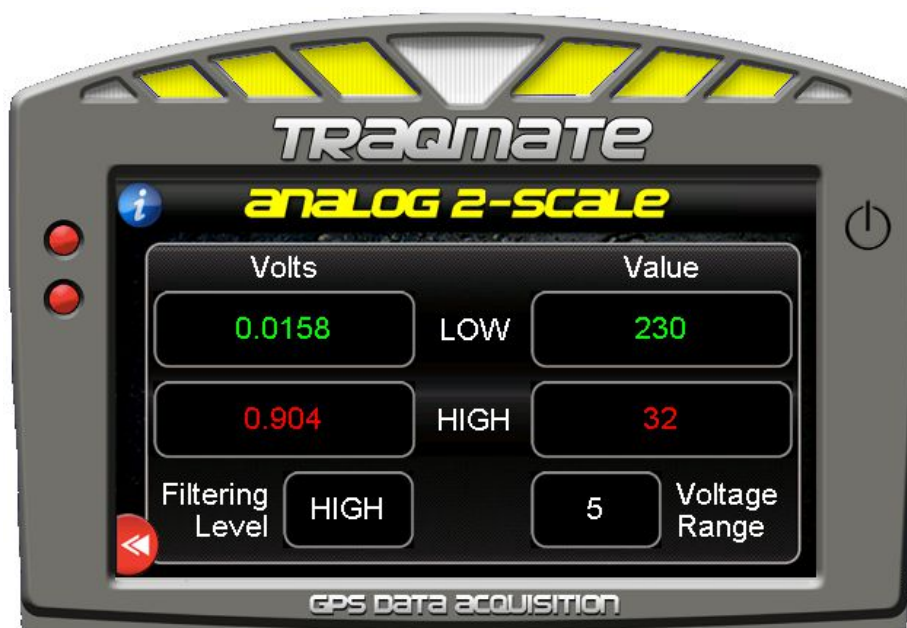 TRAQMATE
ANALOG 2-SCALE
Volts Value
0.0158 LOW 230
0.904 HIGH 32
Filtering Level HIGH 5 Voltage Range
GPS DATA ACQUISITION